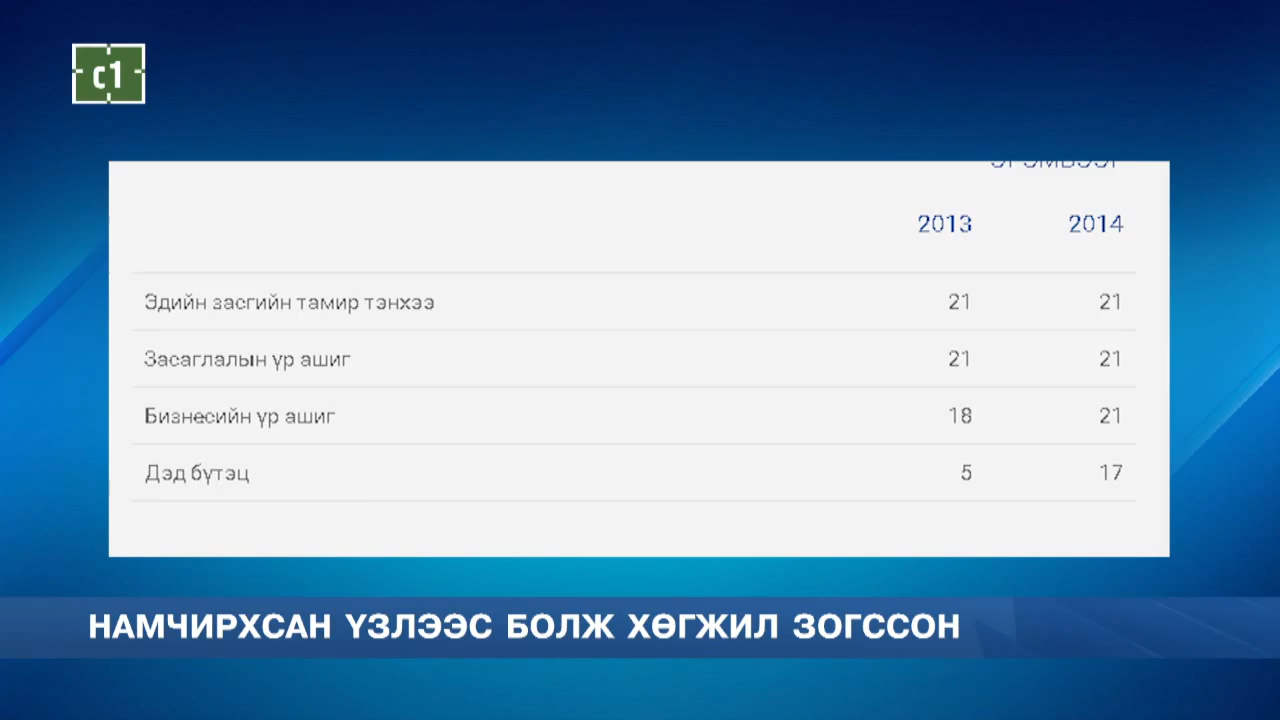 c1
2013 2014
Эдийн засгийн тамир тэнхээ 21 21
Засаглалын үр ашиг 21 21
Бизнесийн үр ашиг 18 21
Дэд бүтэц 5 17
НАМЧИРХСАН ҮЗЛЭЭС БОЛЖ ХӨГЖИЛ ЗОГССОН